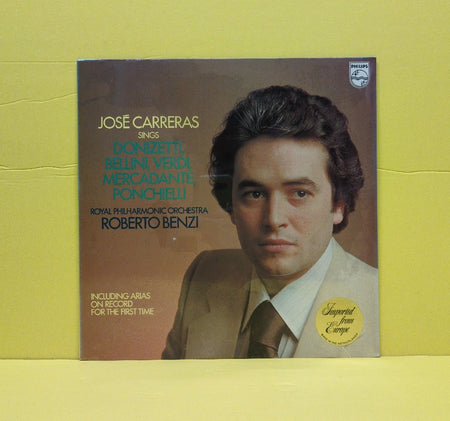 PHILIPS
JOSÉ CARRERAS
SINGS
DONIZETTI,
BELLINI, VERDI
MERCADANTE,
PONCHIELLI
ROYAL PHILHARMONIC ORCHESTRA
ROBERTO BENZI
INCLUDING ARIAS
ON RECORD
FOR THE FIRST TIME
Imported
from
Europe